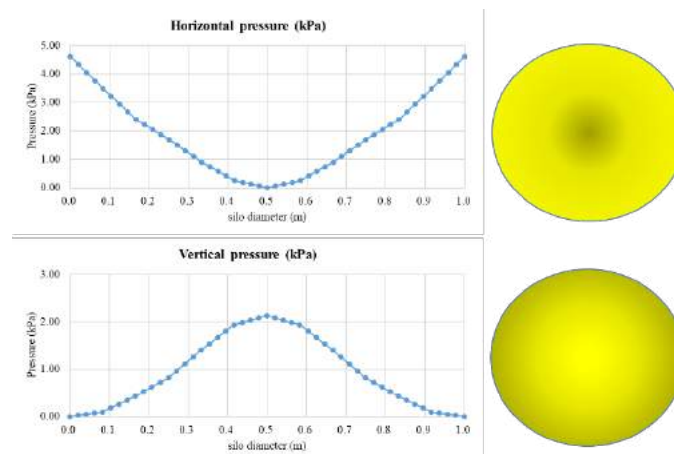 Horizontal pressure (kPa)
5.00
4.00
3.00
2.00
1.00
0.00
Pressure (kPa)
0.0 0.1 0.2 0.3 0.4 0.5 0.6 0.7 0.8 0.9 1.0
silo diameter (m)
Vertical pressure (kPa)
3.00
2.00
1.00
0.00
Pressure (kPa)
0.0 0.1 0.2 0.3 0.4 0.5 0.6 0.7 0.8 0.9 1.0
silo diameter (m)